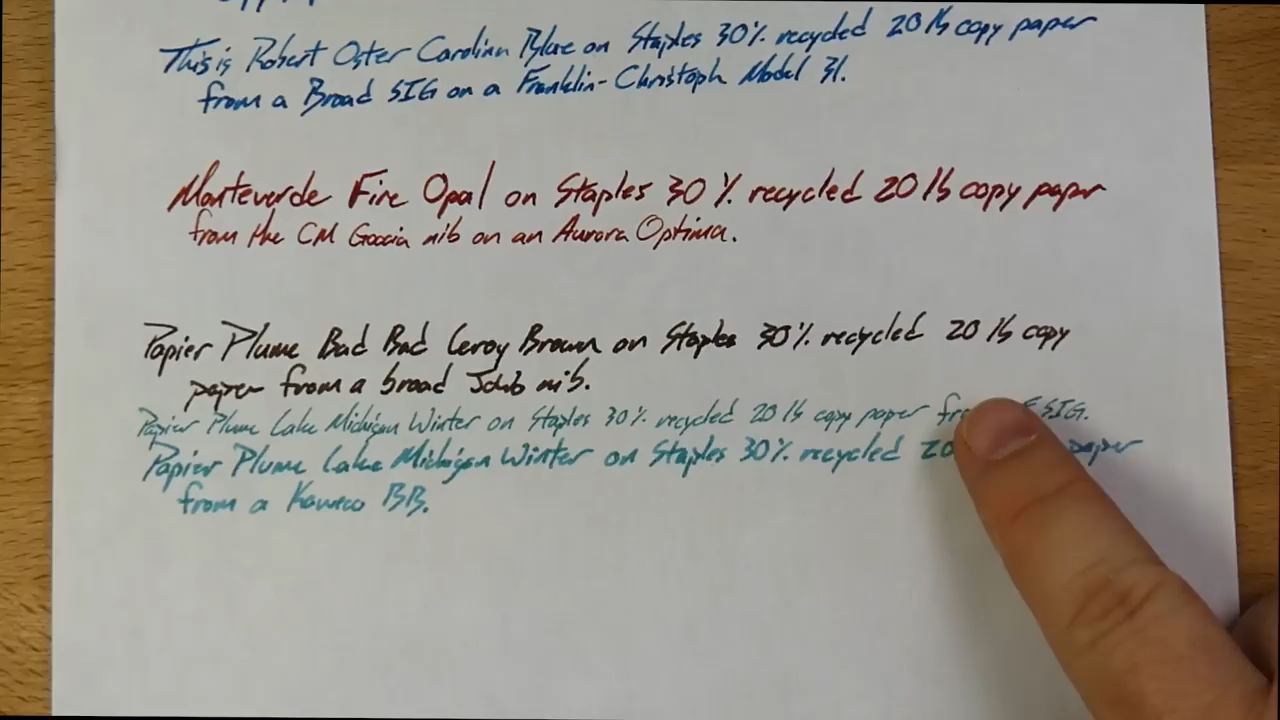 This is Robert Oster Carolina Blue on Staples 30% recycled 20 lb copy paper
from a Broad SIG on a Franklin-Christoph Model 31.
Monteverde Fire Opal on Staples 30% recycled 20 lb copy paper
from the CM Goccia nib on an Aurora Optima.
Papier Plume Bad Bad Leroy Brown on Staples 30% recycled 20 lb copy
paper from a broad nib.
Papier Plume Lake Michigan Winter on Staples 30% recycled 20 lb copy paper SIG.
Papier Plume Lake Michigan Winter on Staples 30% recycled paper
from a Kaweco BB.